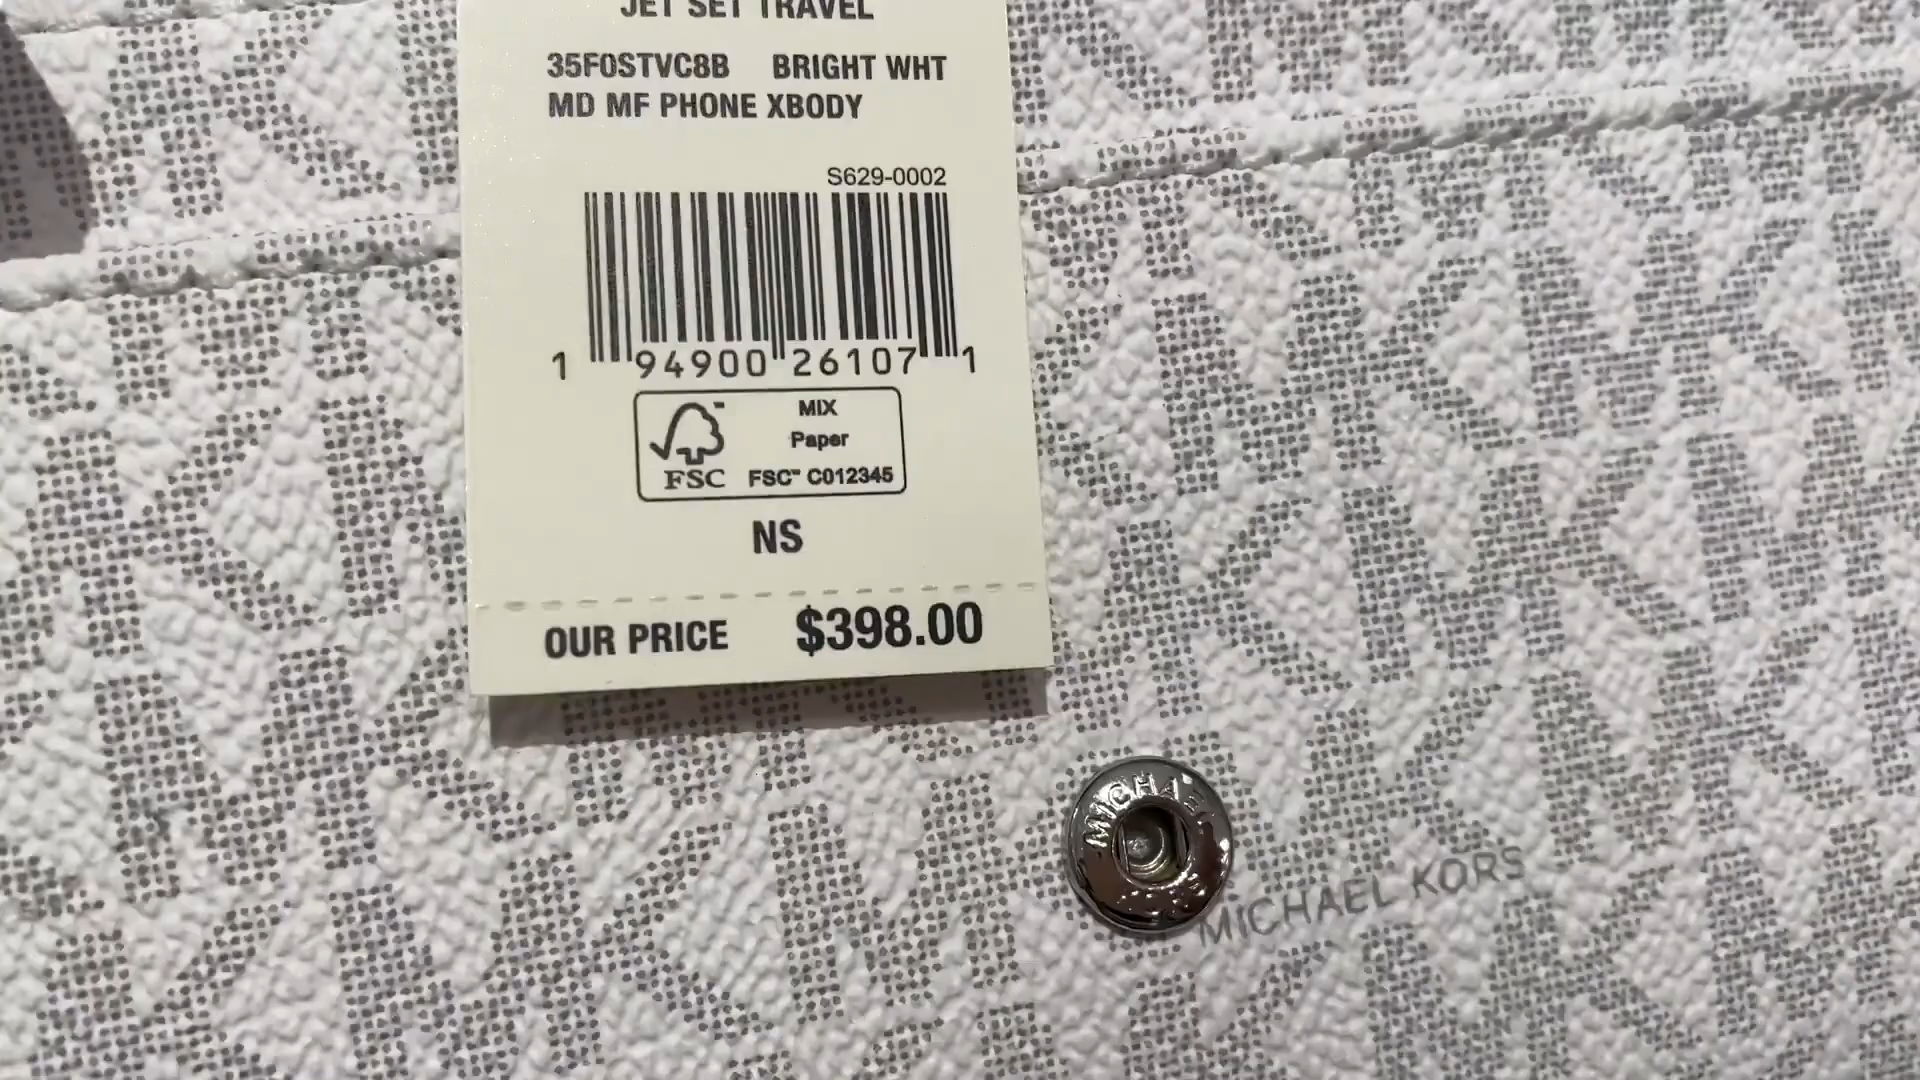 JET SET TRAVEL
35F0STVC8B BRIGHT WHT
MD MF PHONE XBODY
S629-0002
1 94900 26107 1
MIX
Paper
FSC FSC™ C012345
NS
OUR PRICE $398.00
MICHAEL
KORS
MICHAEL KORS